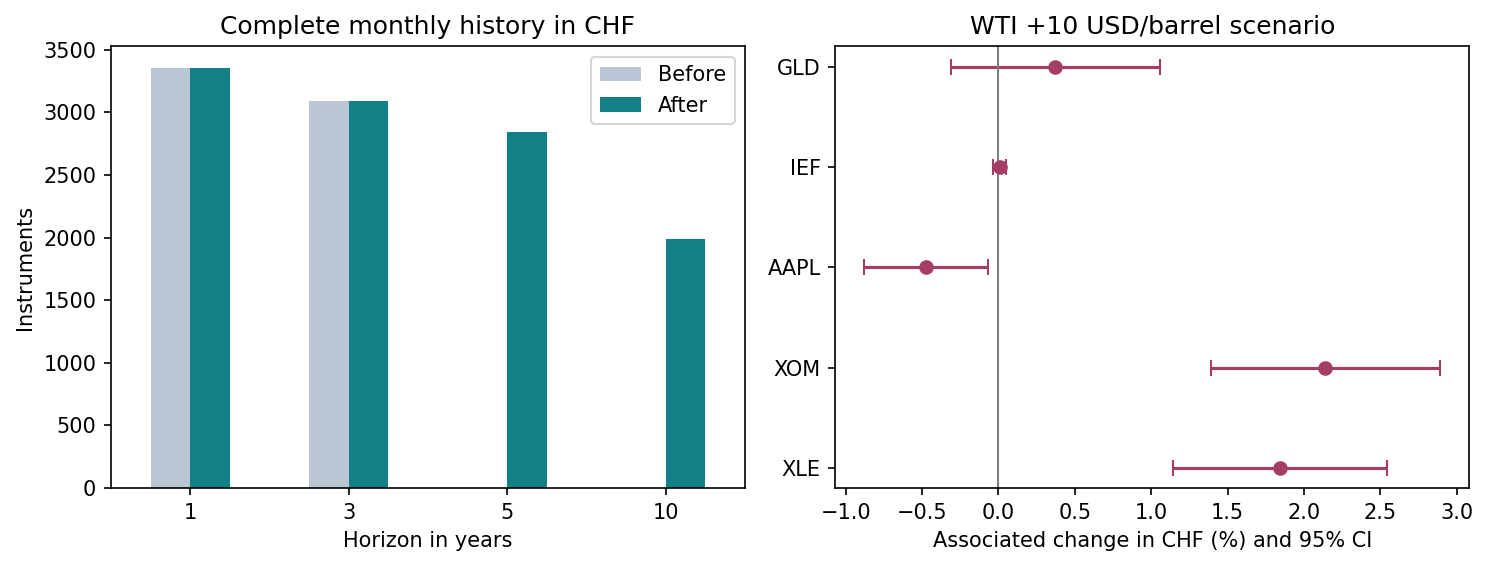 Complete monthly history in CHF
Before
After
Instruments
3500
3000
2500
2000
1500
1000
500
0
1
3
5
10
Horizon in years
WTI +10 USD/barrel scenario
GLD
IEF
AAPL
XOM
XLE
−1.0
−0.5
0.0
0.5
1.0
1.5
2.0
2.5
3.0
Associated change in CHF (%) and 95% CI